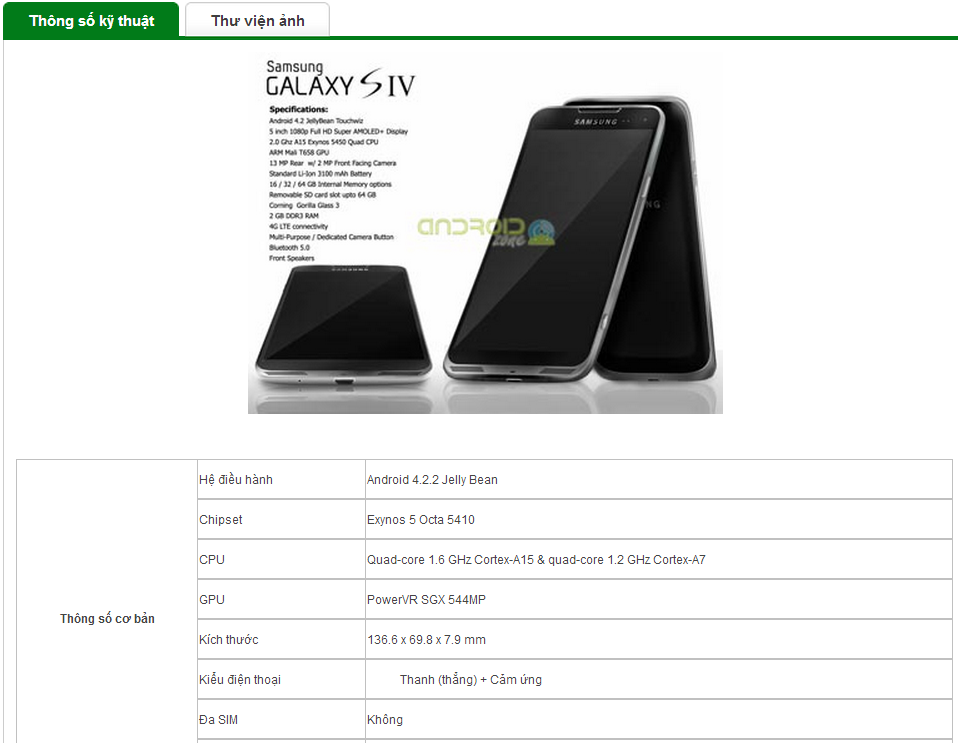 Thông số kỹ thuật
Thư viện ảnh
Samsung
GALAXY S IV
Specifications:
Android 4.2 JellyBean Touchwiz
5 inch 1080p Full HD Super AMOLED+ Display
2.0 Ghz A15 Exynos 5450 Quad CPU
ARM Mali T658 GPU
13 MP Rear w/ 2 MP Front Facing Camera
Standard Li-Ion 3100 mAh Battery
16 / 32 / 64 GB Internal Memory options
Removable SD card slot upto 64 GB
Corning Gorilla Glass 3
2 GB DDR3 RAM
4G LTE connectivity
Multi-Purpose / Dedicated Camera Button
Bluetooth 5.0
Front Speakers
SAMSUNG
SAMSUNG
NG
ANDROID
zone
Thông số cơ bản
Hệ điều hành Android 4.2.2 Jelly Bean
Chipset Exynos 5 Octa 5410
CPU Quad-core 1.6 GHz Cortex-A15 & quad-core 1.2 GHz Cortex-A7
GPU PowerVR SGX 544MP
Kích thước 136.6 x 69.8 x 7.9 mm
Kiểu điện thoại Thanh (thẳng) + Cảm ứng
Đa SIM Không